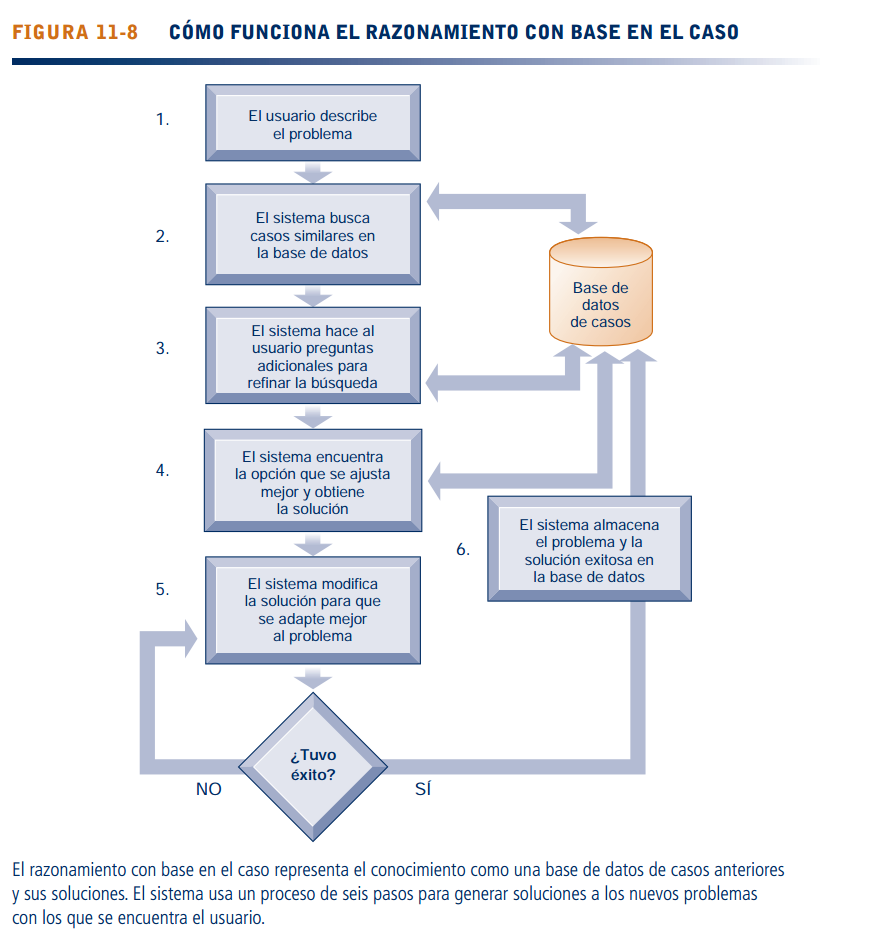 FIGURA 11-8 CÓMO FUNCIONA EL RAZONAMIENTO CON BASE EN EL CASO
1.
El usuario describe
el problema
2.
El sistema busca
casos similares en
la base de datos
Base de
datos
de casos
3.
El sistema hace al
usuario preguntas
adicionales para
refinar la búsqueda
4.
El sistema encuentra
la opción que se ajusta
mejor y obtiene
la solución
6.
El sistema almacena
el problema y la
solución exitosa en
la base de datos
5.
El sistema modifica
la solución para que
se adapte mejor
al problema
¿Tuvo
éxito?
NO
SÍ
El razonamiento con base en el caso representa el conocimiento como una base de datos de casos anteriores
y sus soluciones. El sistema usa un proceso de seis pasos para generar soluciones a los nuevos problemas
con los que se encuentra el usuario.